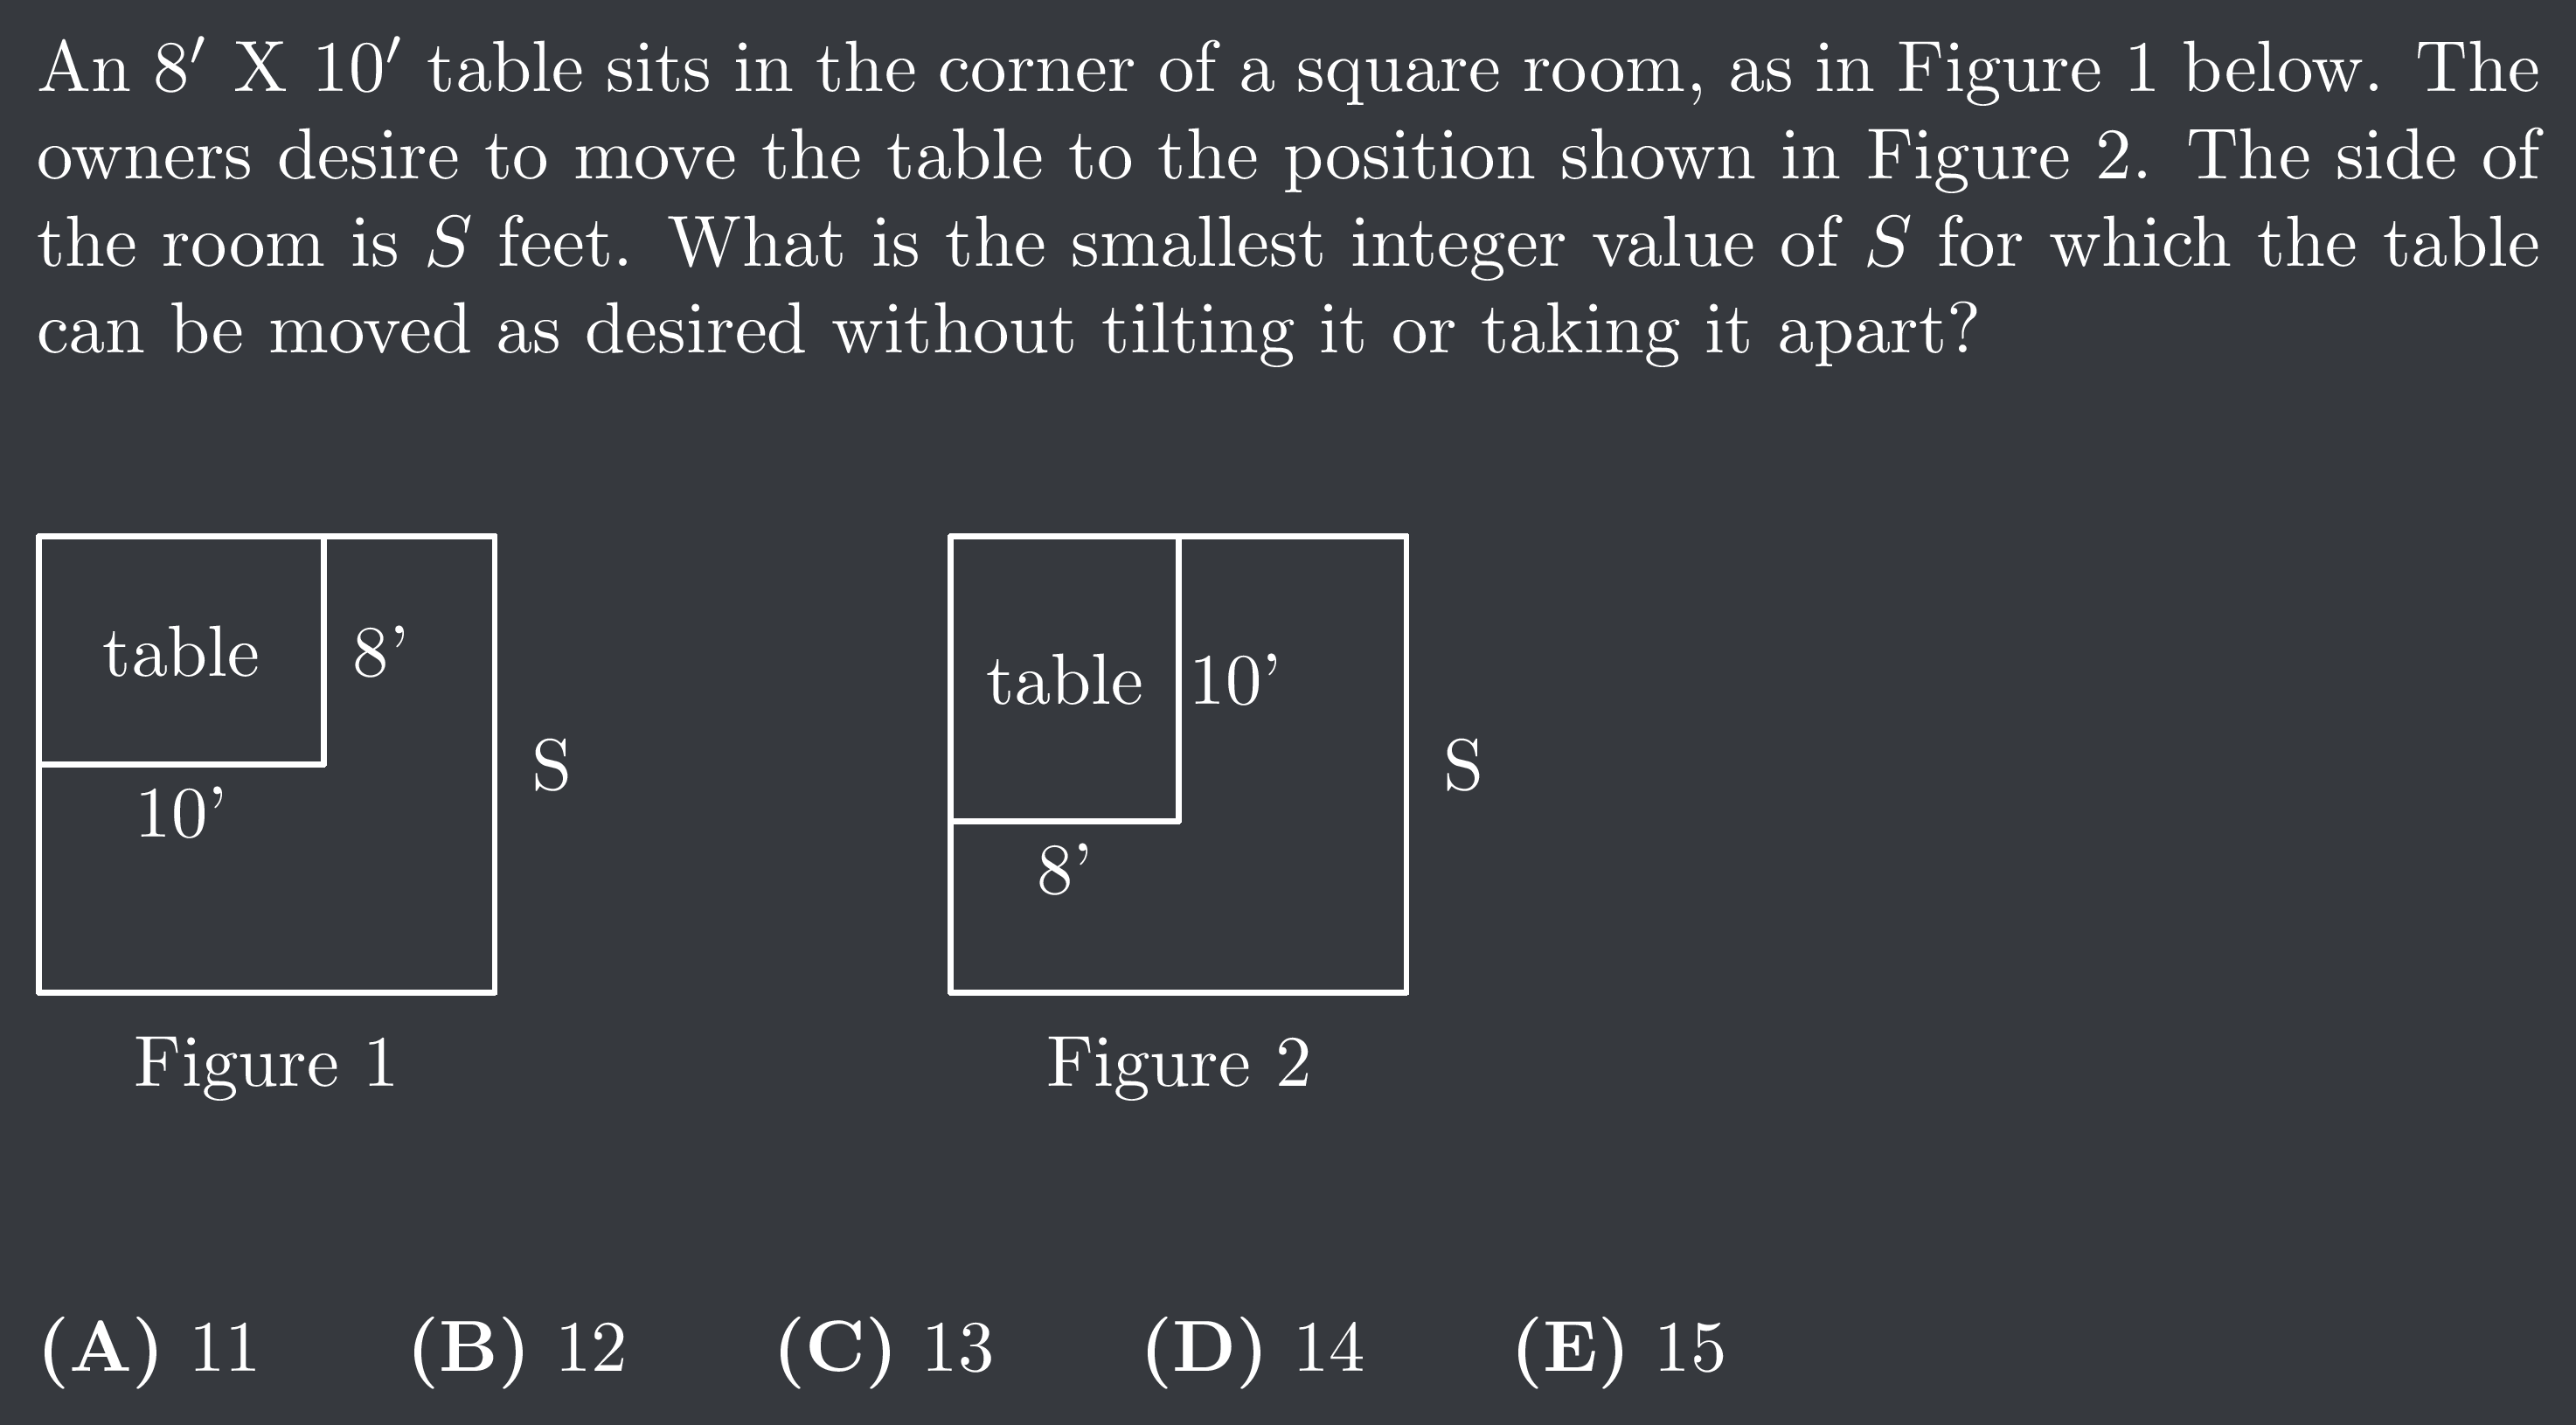 An 8′ X 10′ table sits in the corner of a square room, as in Figure 1 below. The
owners desire to move the table to the position shown in Figure 2. The side of
the room is S feet. What is the smallest integer value of S for which the table
can be moved as desired without tilting it or taking it apart?
table
8’
10’
S
Figure 1
table
10’
8’
S
Figure 2
(A) 11 (B) 12 (C) 13 (D) 14 (E) 15